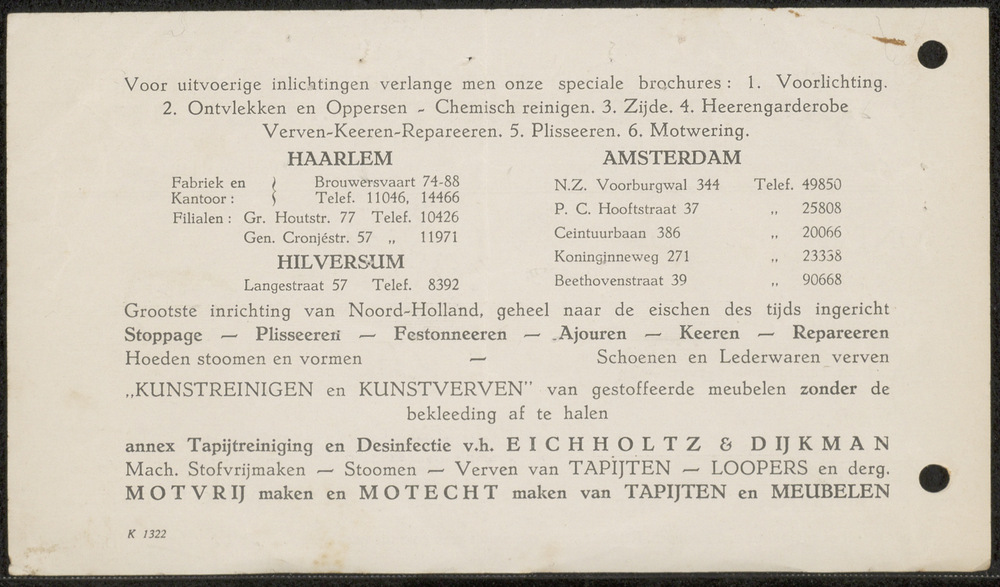 Voor uitvoerige inlichtingen verlange men onze speciale brochures : 1. Voorlichting.
2. Ontvlekken en Oppersen - Chemisch reinigen. 3. Zijde. 4. Heerengarderobe
Verven-Keeren-Repareeren. 5. Plisseeren. 6. Motwering.
HAARLEM
Fabriek en Kantoor : Brouwersvaart 74-88
Telef. 11046, 14466
Filialen : Gr. Houtstr. 77 Telef. 10426
Gen. Cronjéstr. 57 „ 11971
HILVERSUM
Langestraat 57 Telef. 8392
AMSTERDAM
N.Z. Voorburgwal 344 Telef. 49850
P. C. Hooftstraat 37 „ 25808
Ceintuurbaan 386 „ 20066
Koninginneweg 271 „ 23358
Beethovenstraat 39 „ 90668
Grootste inrichting van Noord-Holland, geheel naar de eischen des tijds ingericht
Stoppage — Plisseeren — Festonneeren — Ajouren — Keeren — Repareeren
Hoeden stoomen en vormen — Schoenen en Lederwaren verven
„KUNSTREINIGEN en KUNSTVERVEN" van gestoffeerde meubelen zonder de
bekleeding af te halen
annex Tapijtreiniging en Desinfectie v.h. EICHHOLTZ & DIJKMAN
Mach. Stofvrijmaken — Stoomen — Verven van TAPIJTEN — LOOPERS en derg.
MOTVRIJ maken en MOTECHT maken van TAPIJTEN en MEUBELEN
K 1322